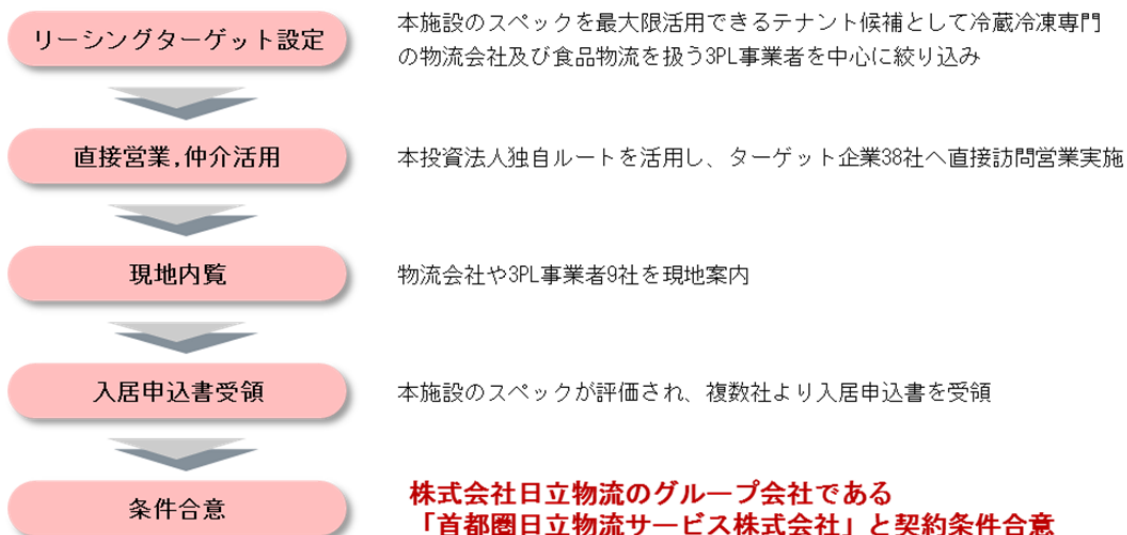 リーシングターゲット設定
本施設のスペックを最大限活用できるテナント候補として冷蔵冷凍専門
の物流会社及び食品物流を扱う3PL事業者を中心に絞り込み
直接営業,仲介活用
本投資法人独自ルートを活用し、ターゲット企業38社へ直接訪問営業実施
現地内覧
物流会社や3PL事業者9社を現地案内
入居申込書受領
本施設のスペックが評価され、複数社より入居申込書を受領
条件合意
株式会社日立物流のグループ会社である
「首都圏日立物流サービス株式会社」と契約条件合意